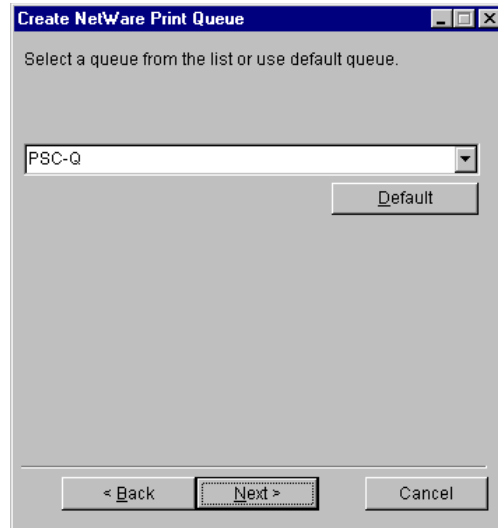 Create NetWare Print Queue
Select a queue from the list or use default queue.
PSC-Q
Default
< Back
Next >
Cancel